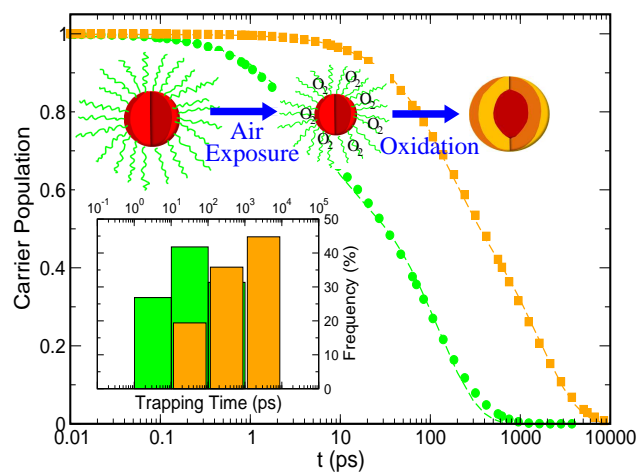 1
0.8
0.6
0.4
0.2
0
Carrier Population
0.01
0.1
1
10
100
1000
10000
t (ps)
Air
Exposure
O2
O2
O2
O2
O2
O2
O2
O2
Oxidation
10-1
100
101
102
103
104
105
50
40
30
20
10
0
Frequency (%)
Trapping Time (ps)